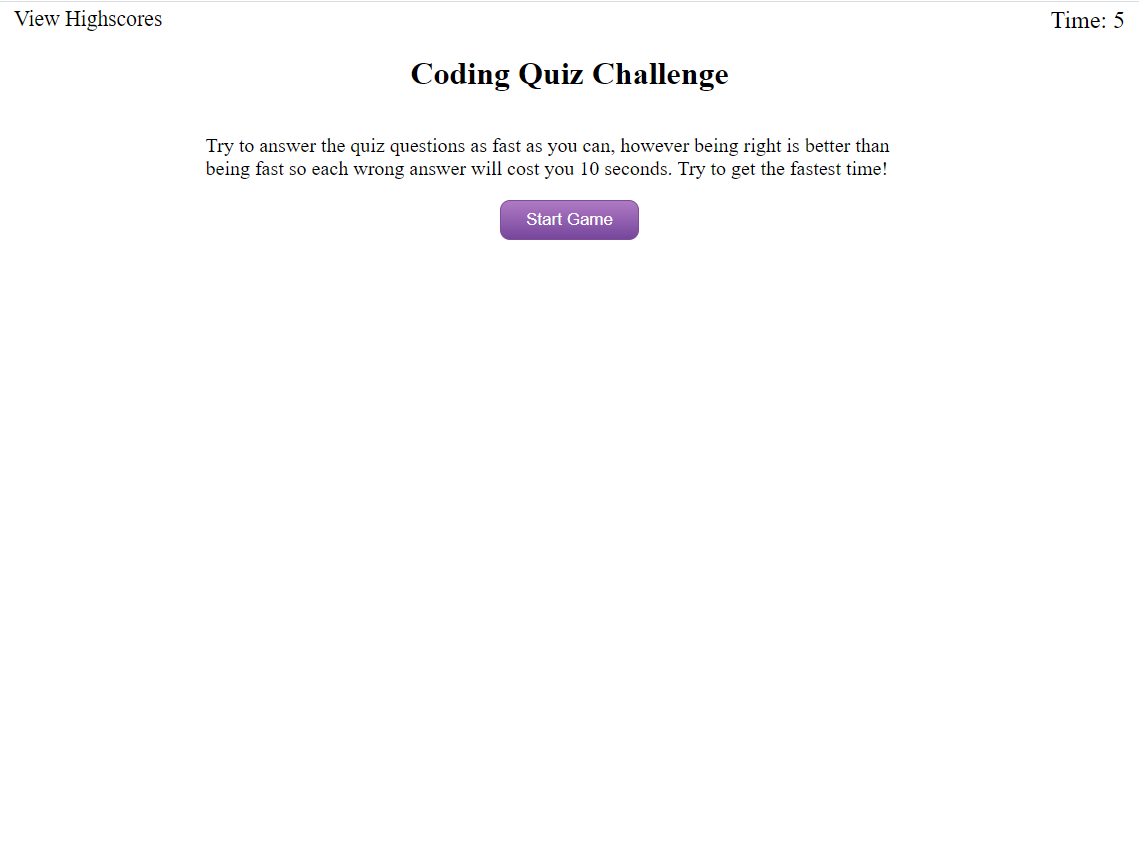 View Highscores
Time: 5
Coding Quiz Challenge
Try to answer the quiz questions as fast as you can, however being right is better than
being fast so each wrong answer will cost you 10 seconds. Try to get the fastest time!
Start Game